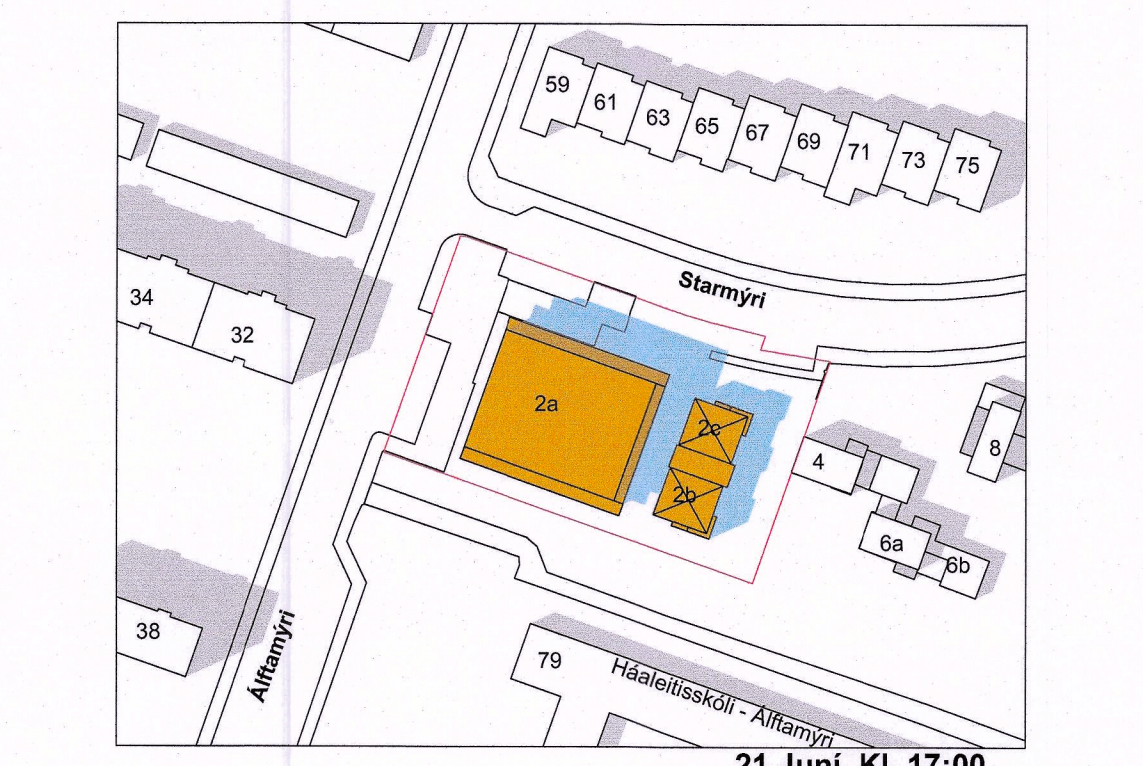 59
61
63
65
67
69
71
73
75
34
32
Starmýri
2a
2c
2b
4
8
6a
6b
38
Álftamýri
79
Háaleitisskóli - Álftamýri
21 Juní Kl. 17:00